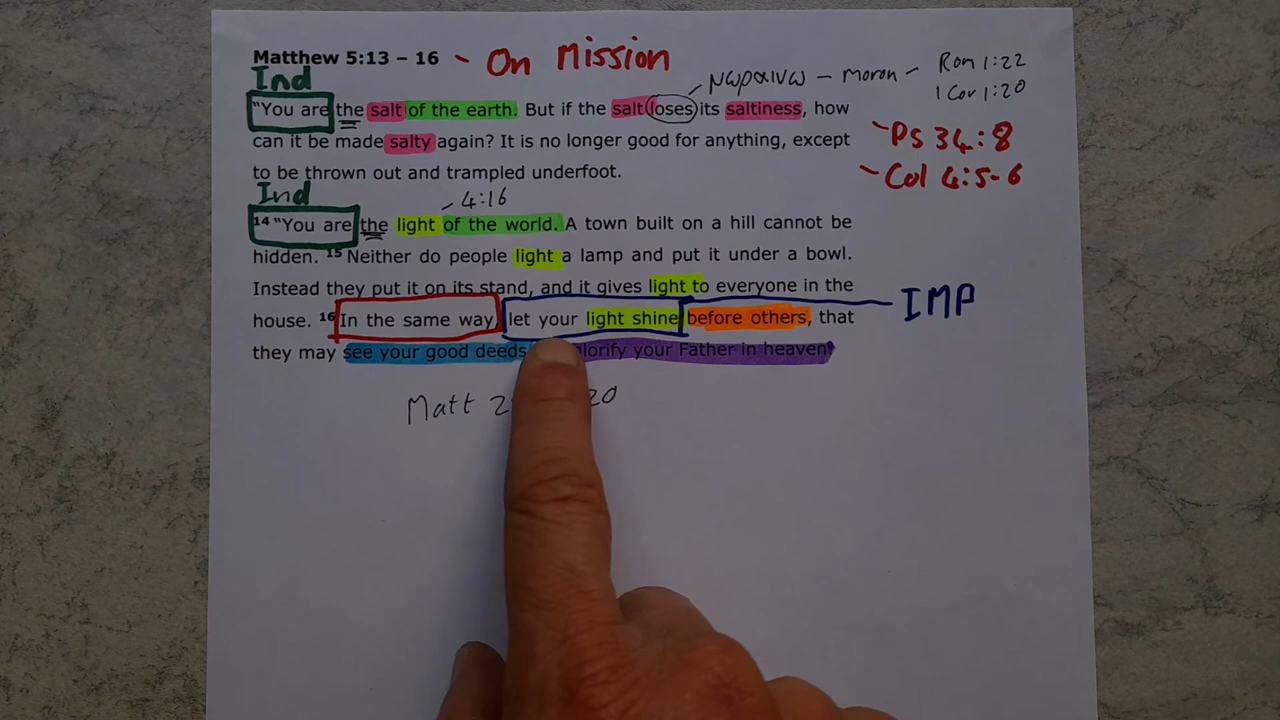 Matthew 5:13 – 16 ~ On Mission
Ind
μωραινω – moron – Rom 1:22
1 Cor 1:20
"You are the salt of the earth. But if the salt loses its saltiness, how
~Ps 34:8
can it be made salty again? It is no longer good for anything, except
to be thrown out and trampled underfoot.
~Col 4:5-6
Ind
4:16
14 "You are the light of the world. A town built on a hill cannot be
hidden. 15 Neither do people light a lamp and put it under a bowl.
Instead they put it on its stand, and it gives light to everyone in the
IMP
house. 16 In the same way let your light shine before others, that
they may see your good deeds glorify your Father in heaven.
Matt 20